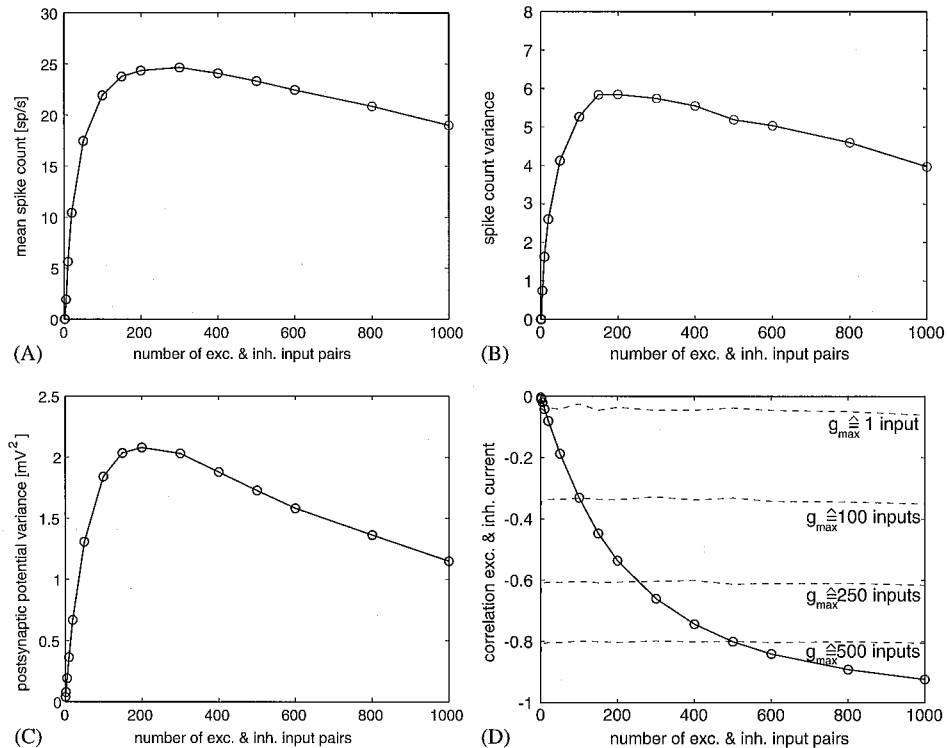 30
25
20
15
10
5
0
mean spike count [sp/s]
0 200 400 600 800 1000
(A) number of exc. & inh. input pairs
8
7
6
5
4
3
2
1
0
spike count variance
0 200 400 600 800 1000
(B) number of exc. & inh. input pairs
2.5
2
1.5
1
0.5
0
postsynaptic potential variance [mV²]
0 200 400 600 800 1000
(C) number of exc. & inh. input pairs
0
-0.2
-0.4
-0.6
-0.8
-1
correlation exc. & inh. current
gmax≙1 input
gmax≙100 inputs
gmax≙250 inputs
gmax≙500 inputs
0 200 400 600 800 1000
(D) number of exc. & inh. input pairs